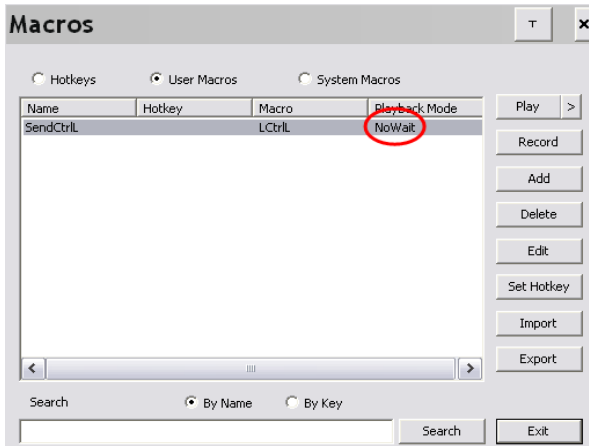 Macros
T ×
Hotkeys User Macros System Macros
Name Hotkey Macro Playback Mode
SendCtrlL LCtrlL NoWait
Play >
Record
Add
Delete
Edit
Set Hotkey
Import
Export
Search By Name By Key
Search Exit